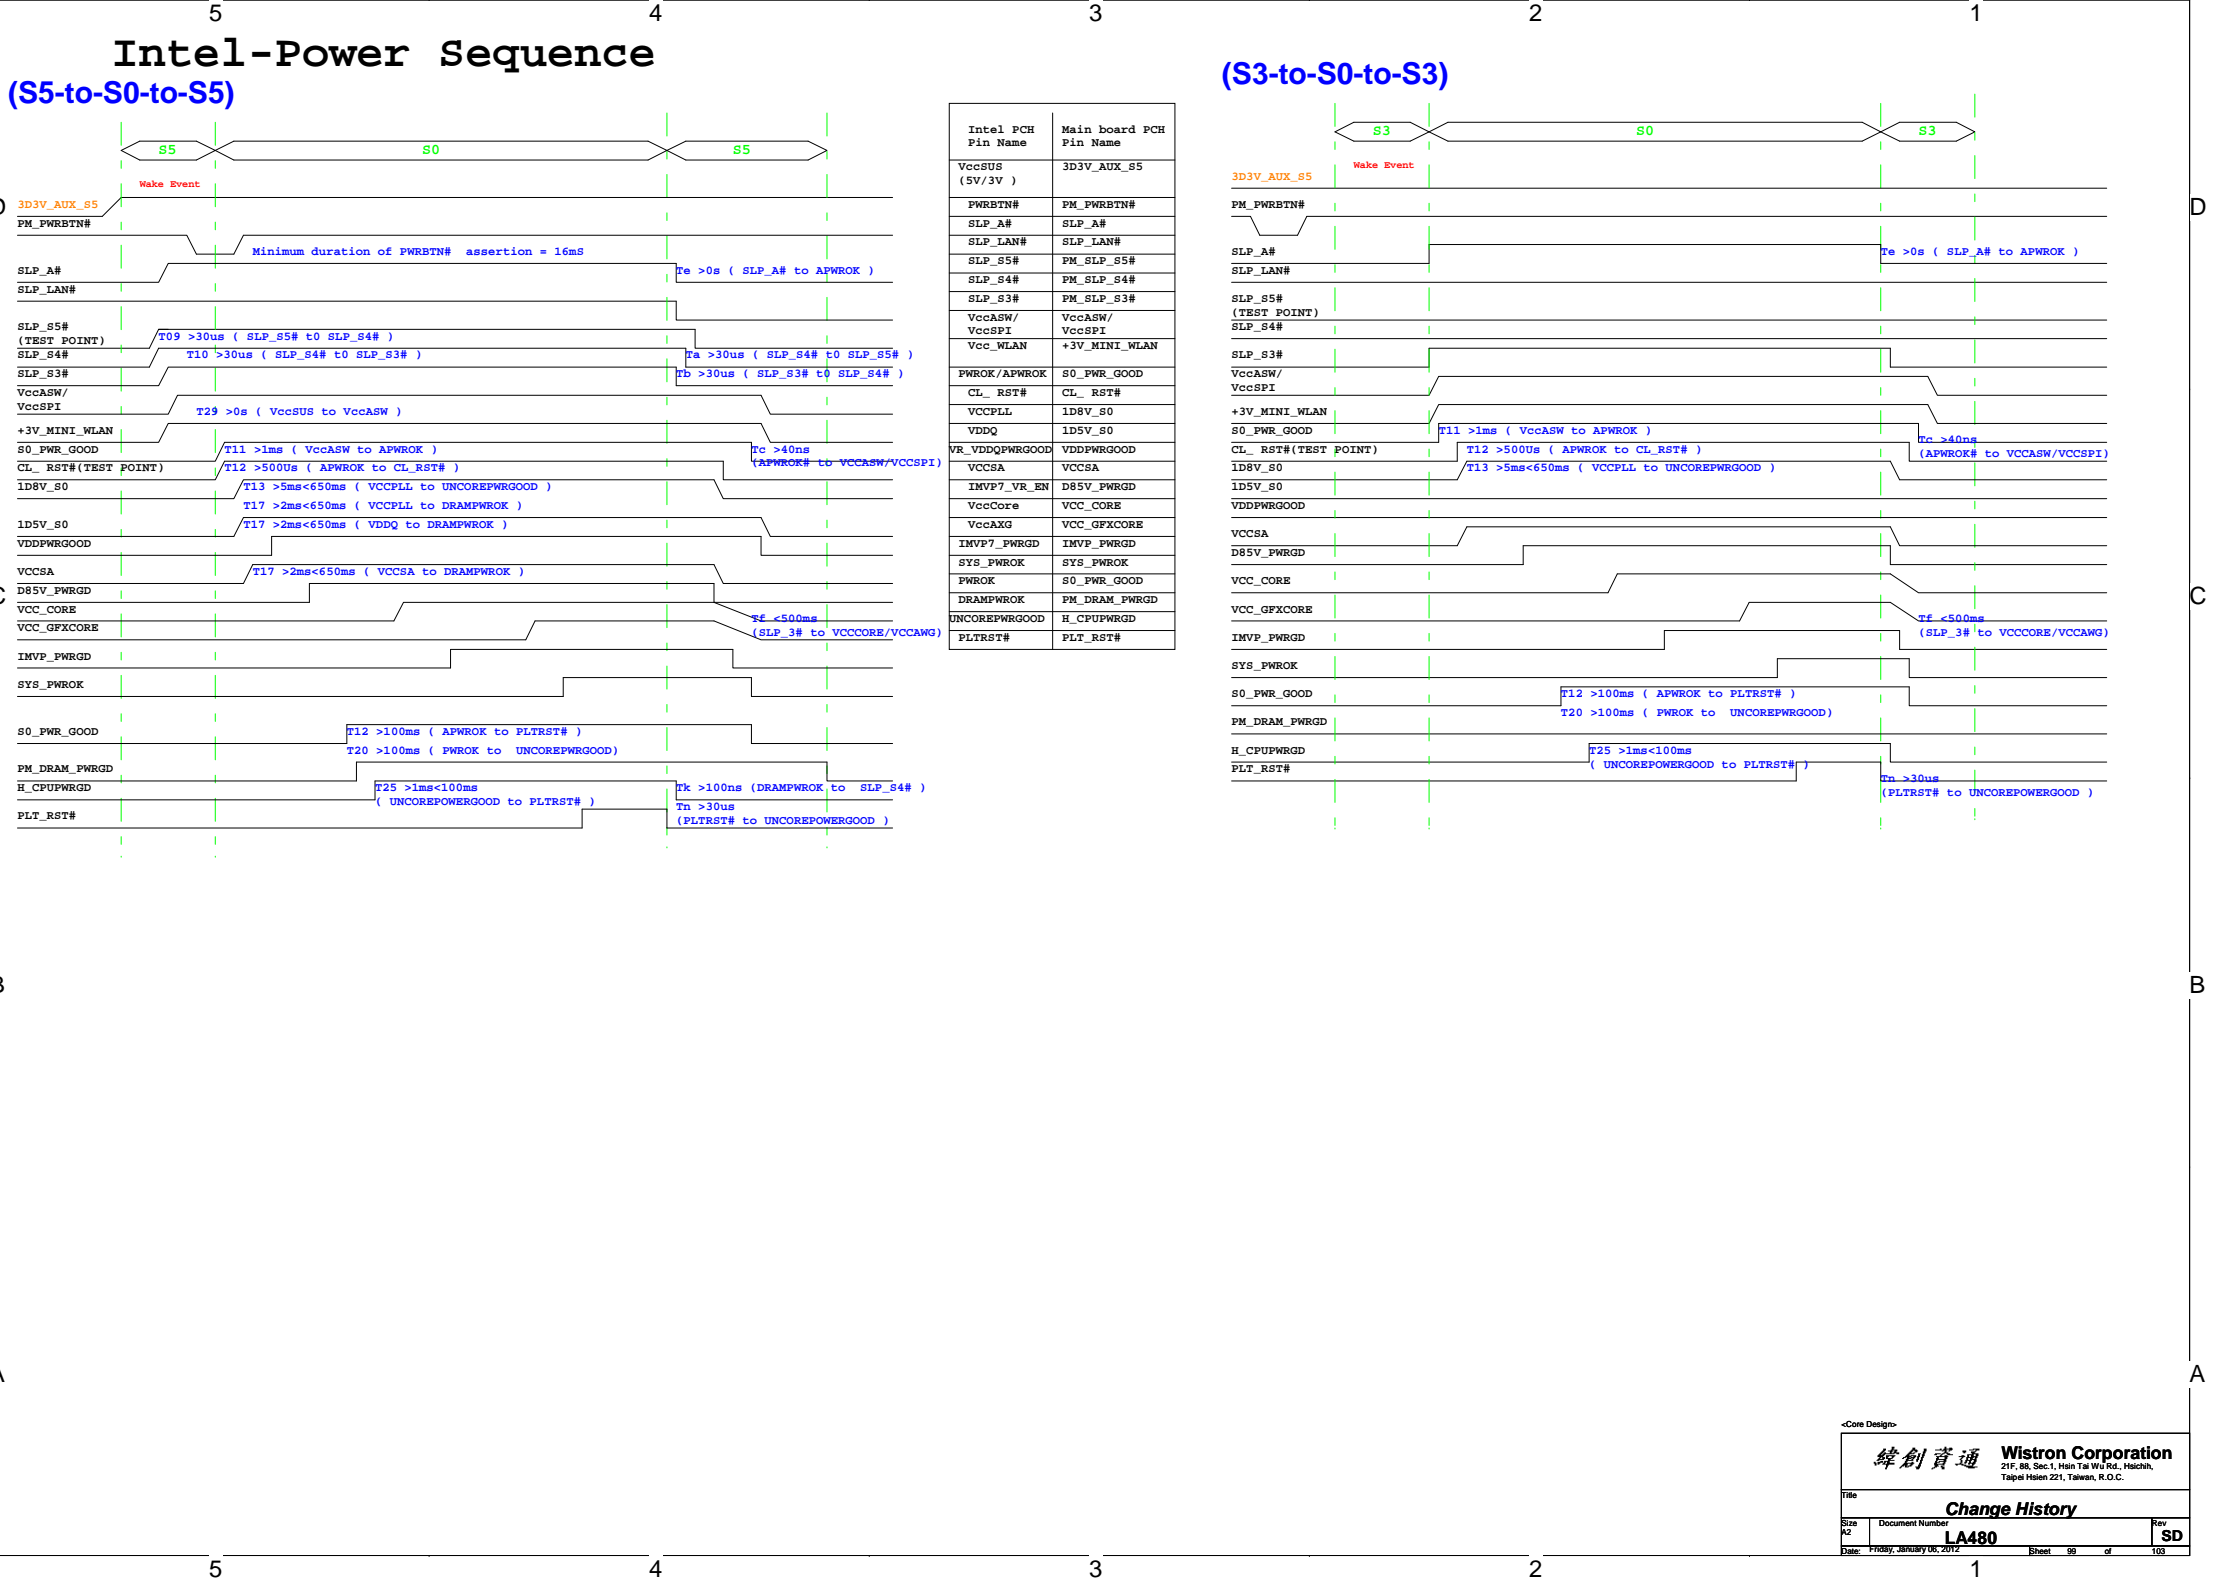 5 4 3 2 1
Intel-Power Sequence
(S5-to-S0-to-S5)
S5 S0 S5
Wake Event
3D3V_AUX_S5
PM_PWRBTN#
Minimum duration of PWRBTN# assertion = 16mS
SLP_A#
Te >0s ( SLP_A# to APWROK )
SLP_LAN#
SLP_S5#
(TEST POINT)
T09 >30us ( SLP_S5# t0 SLP_S4# )
SLP_S4#
T10 >30us ( SLP_S4# t0 SLP_S3# )
Ta >30us ( SLP_S4# t0 SLP_S5# )
SLP_S3#
Tb >30us ( SLP_S3# t0 SLP_S4# )
VccASW/
VccSPI
T29 >0s ( VccSUS to VccASW )
+3V_MINI_WLAN
S0_PWR_GOOD
T11 >1ms ( VccASW to APWROK )
Tc >40ns
(APWROK# to VCCASW/VCCSPI)
CL_ RST#(TEST POINT)
T12 >500Us ( APWROK to CL_RST# )
1D8V_S0
T13 >5ms<650ms ( VCCPLL to UNCOREPWRGOOD )
T17 >2ms<650ms ( VCCPLL to DRAMPWROK )
1D5V_S0
T17 >2ms<650ms ( VDDQ to DRAMPWROK )
VDDPWRGOOD
VCCSA
T17 >2ms<650ms ( VCCSA to DRAMPWROK )
D85V_PWRGD
VCC_CORE
Tf <500ms
(SLP_3# to VCCCORE/VCCAWG)
VCC_GFXCORE
IMVP_PWRGD
SYS_PWROK
S0_PWR_GOOD
T12 >100ms ( APWROK to PLTRST# )
T20 >100ms ( PWROK to UNCOREPWRGOOD)
PM_DRAM_PWRGD
H_CPUPWRGD
T25 >1ms<100ms
( UNCOREPOWERGOOD to PLTRST# )
Tk >100ns (DRAMPWROK to SLP_S4# )
Tn >30us
(PLTRST# to UNCOREPOWERGOOD )
PLT_RST#
Intel PCH Pin Name Main board PCH Pin Name
VccSUS (5V/3V ) 3D3V_AUX_S5
PWRBTN# PM_PWRBTN#
SLP_A# SLP_A#
SLP_LAN# SLP_LAN#
SLP_S5# PM_SLP_S5#
SLP_S4# PM_SLP_S4#
SLP_S3# PM_SLP_S3#
VccASW/ VccSPI VccASW/ VccSPI
Vcc_WLAN +3V_MINI_WLAN
PWROK/APWROK S0_PWR_GOOD
CL_ RST# CL_ RST#
VCCPLL 1D8V_S0
VDDQ 1D5V_S0
VR_VDDQPWRGOOD VDDPWRGOOD
VCCSA VCCSA
IMVP7_VR_EN D85V_PWRGD
VccCore VCC_CORE
VccAXG VCC_GFXCORE
IMVP7_PWRGD IMVP_PWRGD
SYS_PWROK SYS_PWROK
PWROK S0_PWR_GOOD
DRAMPWROK PM_DRAM_PWRGD
UNCOREPWRGOOD H_CPUPWRGD
PLTRST# PLT_RST#
(S3-to-S0-to-S3)
S3 S0 S3
Wake Event
3D3V_AUX_S5
PM_PWRBTN#
SLP_A#
Te >0s ( SLP_A# to APWROK )
SLP_LAN#
SLP_S5#
(TEST POINT)
SLP_S4#
SLP_S3#
VccASW/
VccSPI
+3V_MINI_WLAN
S0_PWR_GOOD
T11 >1ms ( VccASW to APWROK )
Tc >40ns
(APWROK# to VCCASW/VCCSPI)
CL_ RST#(TEST POINT)
T12 >500Us ( APWROK to CL_RST# )
1D8V_S0
T13 >5ms<650ms ( VCCPLL to UNCOREPWRGOOD )
1D5V_S0
VDDPWRGOOD
VCCSA
D85V_PWRGD
VCC_CORE
VCC_GFXCORE
Tf <500ms
(SLP_3# to VCCCORE/VCCAWG)
IMVP_PWRGD
SYS_PWROK
S0_PWR_GOOD
T12 >100ms ( APWROK to PLTRST# )
T20 >100ms ( PWROK to UNCOREPWRGOOD)
PM_DRAM_PWRGD
H_CPUPWRGD
T25 >1ms<100ms
( UNCOREPOWERGOOD to PLTRST# )
PLT_RST#
Tn >30us
(PLTRST# to UNCOREPOWERGOOD )
D
C
B
A
<Core Design>
緯創資通 Wistron Corporation
21F, 88, Sec.1, Hsin Tai Wu Rd., Hsichih,
Taipei Hsien 221, Taiwan, R.O.C.
Title
Change History
Size A2 Document Number LA480 Rev SD
Date: Friday, January 06, 2012 Sheet 99 of 103
5 4 3 2 1